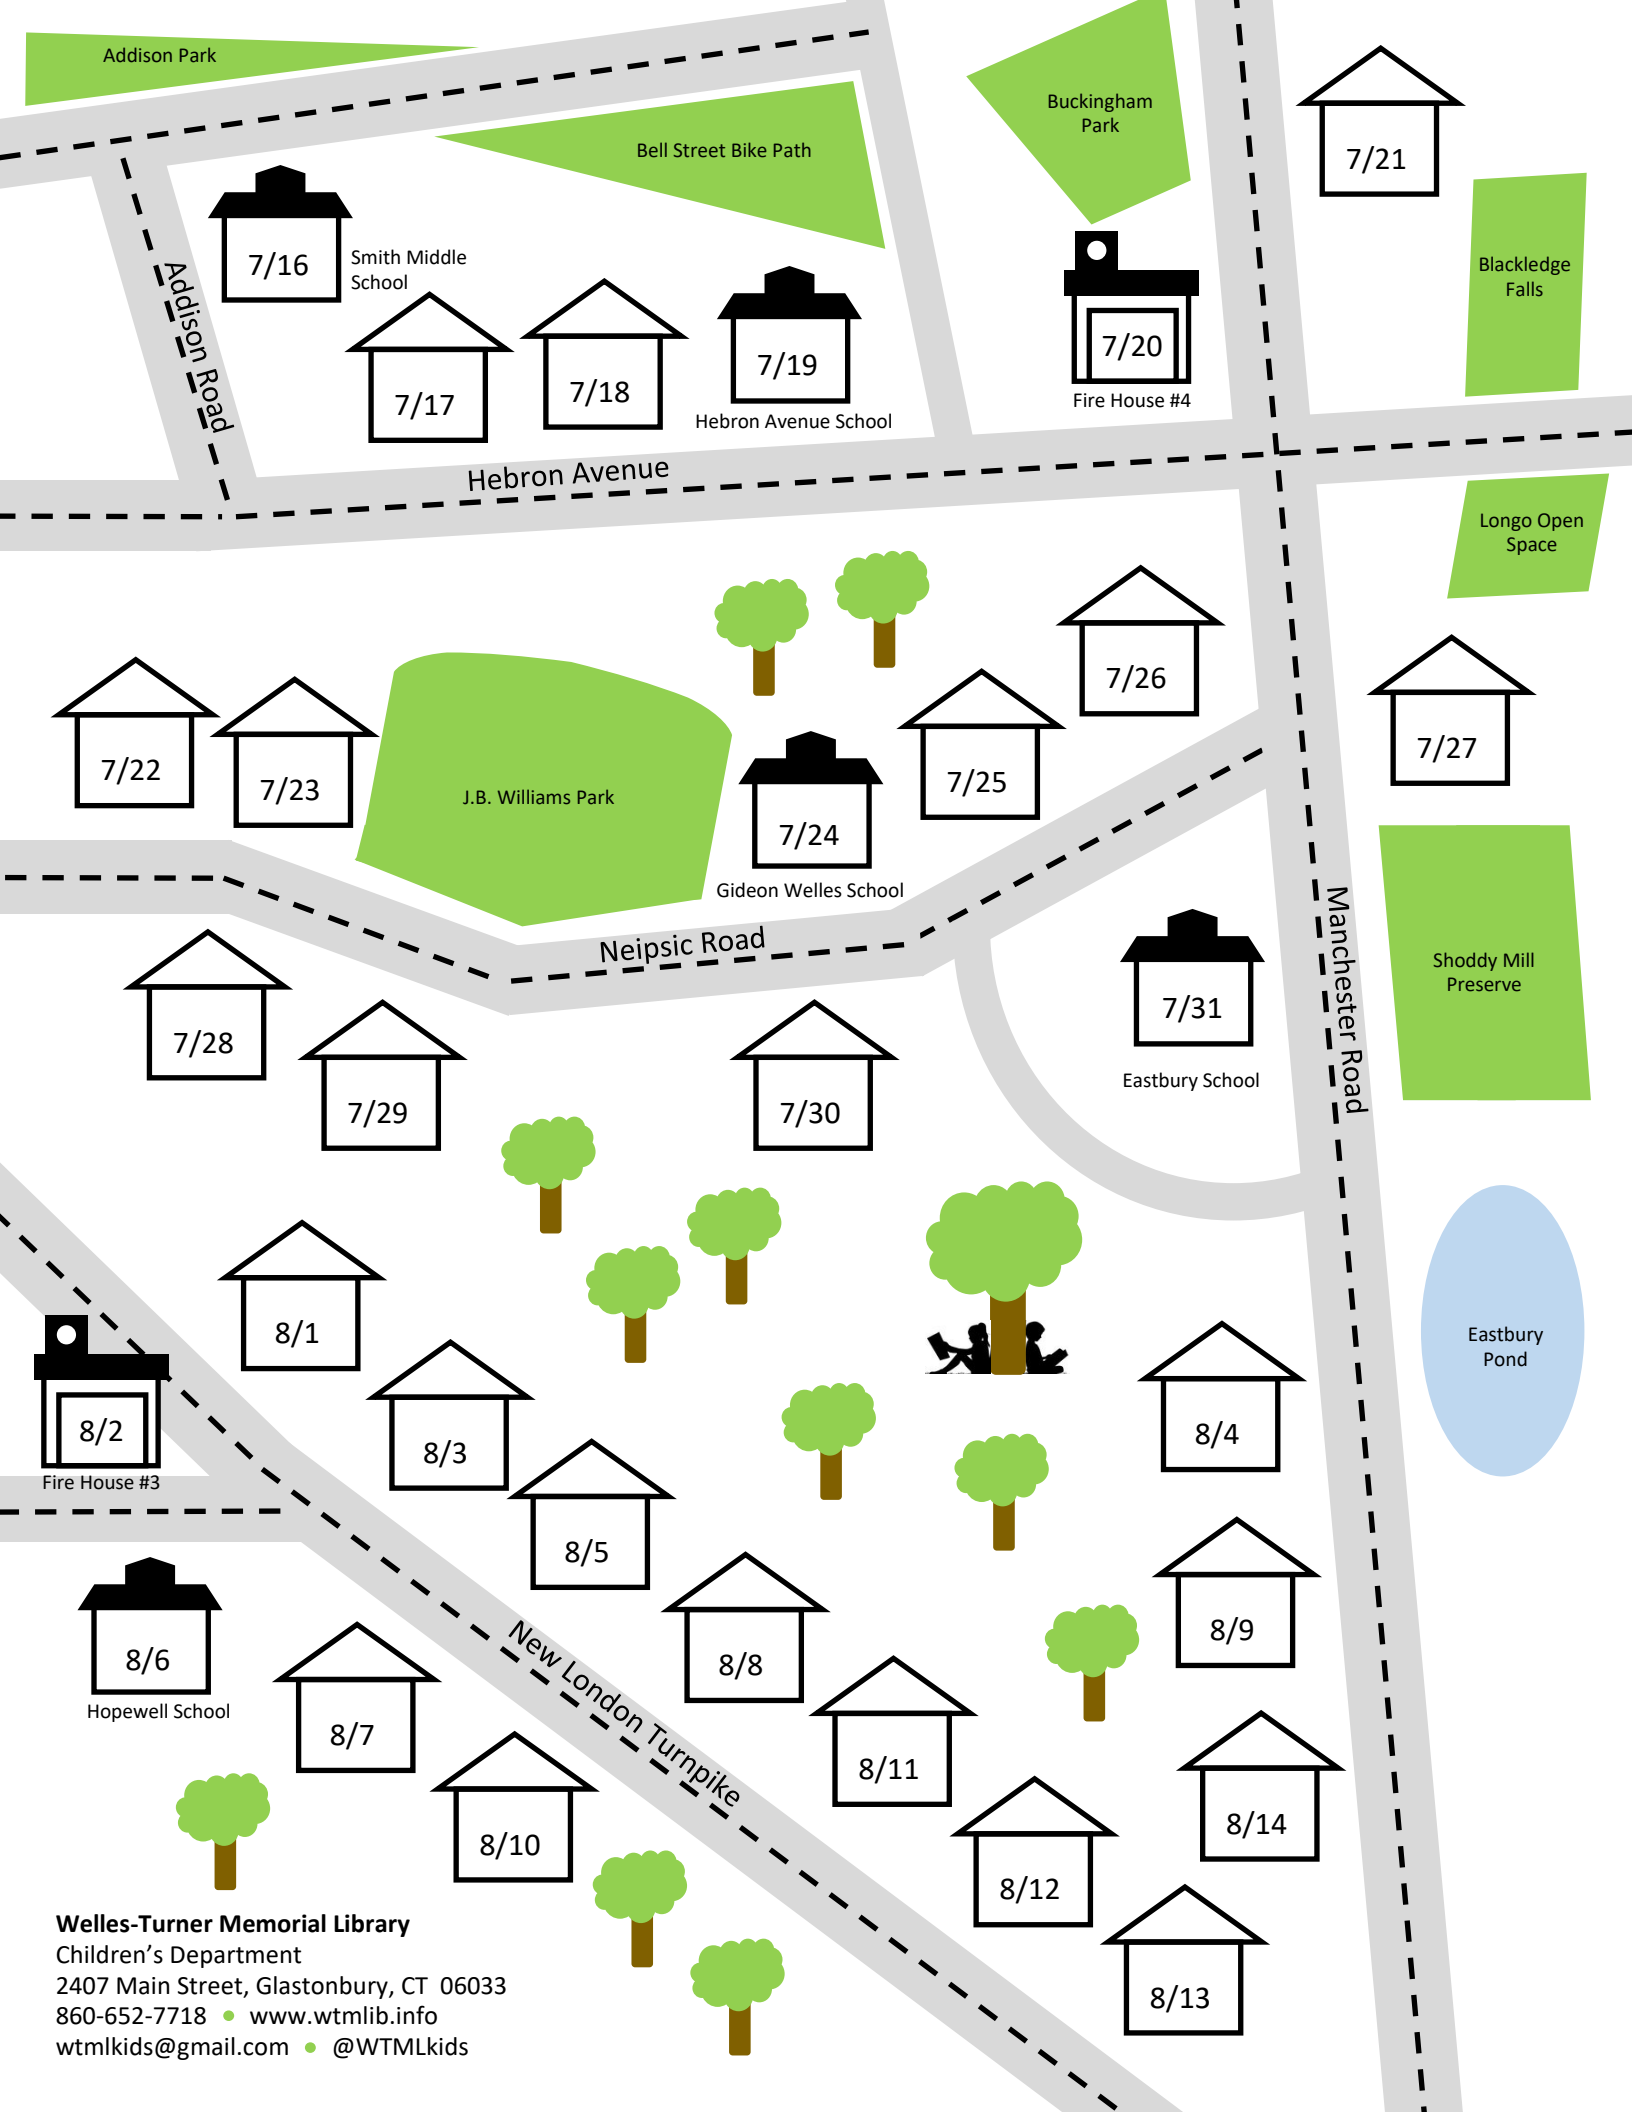 Addison Park
Buckingham
Park
Bell Street Bike Path
7/21
Smith Middle
School
7/16
Addison Road
7/17
7/18
7/19
Hebron Avenue School
7/20
Fire House #4
Blackledge
Falls
Hebron Avenue
Longo Open
Space
7/22
7/23
J.B. Williams Park
7/24
Gideon Welles School
7/25
7/26
7/27
Neipsic Road
Manchester Road
Shoddy Mill
Preserve
7/28
7/29
7/30
7/31
Eastbury School
8/1
8/2
Fire House #3
8/3
8/4
Eastbury
Pond
8/5
8/6
Hopewell School
8/7
New London Turnpike
8/8
8/9
8/10
8/11
8/12
8/14
8/13
Welles-Turner Memorial Library
Children’s Department
2407 Main Street, Glastonbury, CT 06033
860-652-7718 • www.wtmlib.info
wtmlkids@gmail.com • @WTMLkids